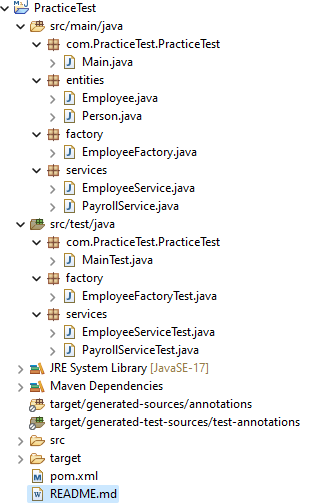 PracticeTest
src/main/java
com.PracticeTest.PracticeTest
Main.java
entities
Employee.java
Person.java
factory
EmployeeFactory.java
services
EmployeeService.java
PayrollService.java
src/test/java
com.PracticeTest.PracticeTest
MainTest.java
factory
EmployeeFactoryTest.java
services
EmployeeServiceTest.java
PayrollServiceTest.java
JRE System Library [JavaSE-17]
Maven Dependencies
target/generated-sources/annotations
target/generated-test-sources/test-annotations
src
target
pom.xml
README.md